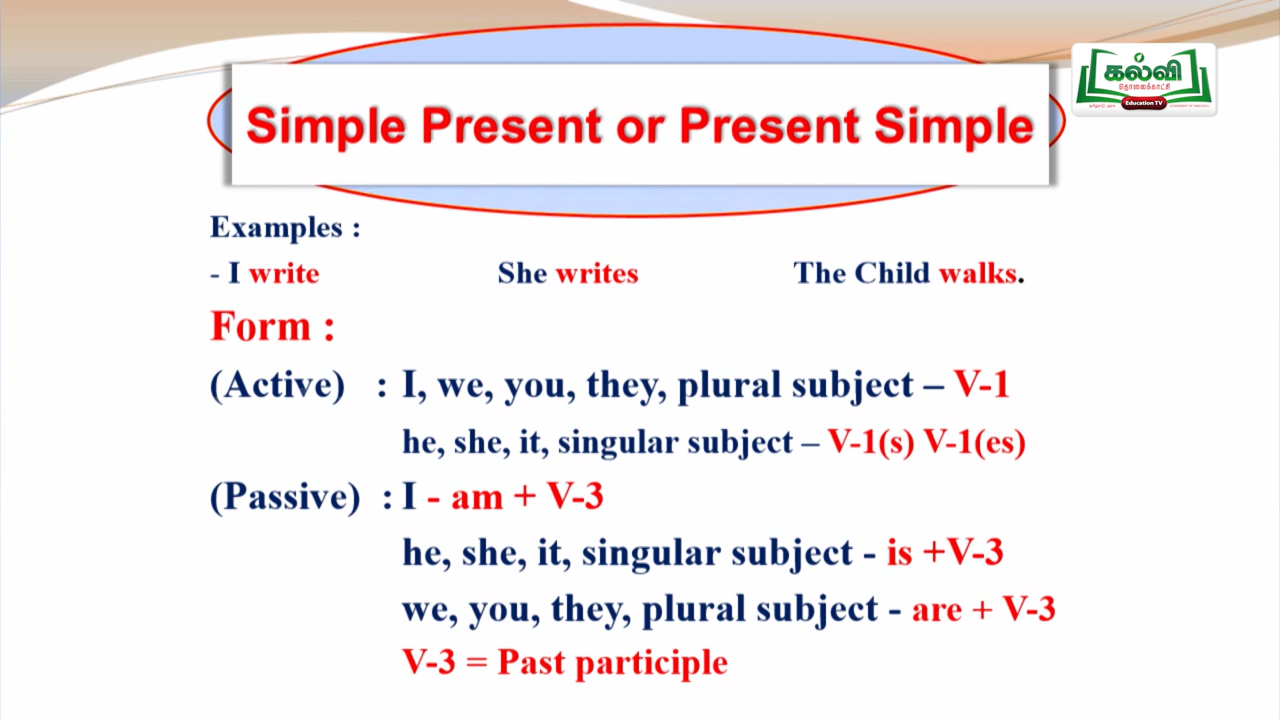 கல்வி
தொலைக்காட்சி
Education TV
Simple Present or Present Simple
Examples :
- I write She writes The Child walks.
Form :
(Active) : I, we, you, they, plural subject – V-1
he, she, it, singular subject – V-1(s) V-1(es)
(Passive) : I - am + V-3
he, she, it, singular subject - is +V-3
we, you, they, plural subject - are + V-3
V-3 = Past participle